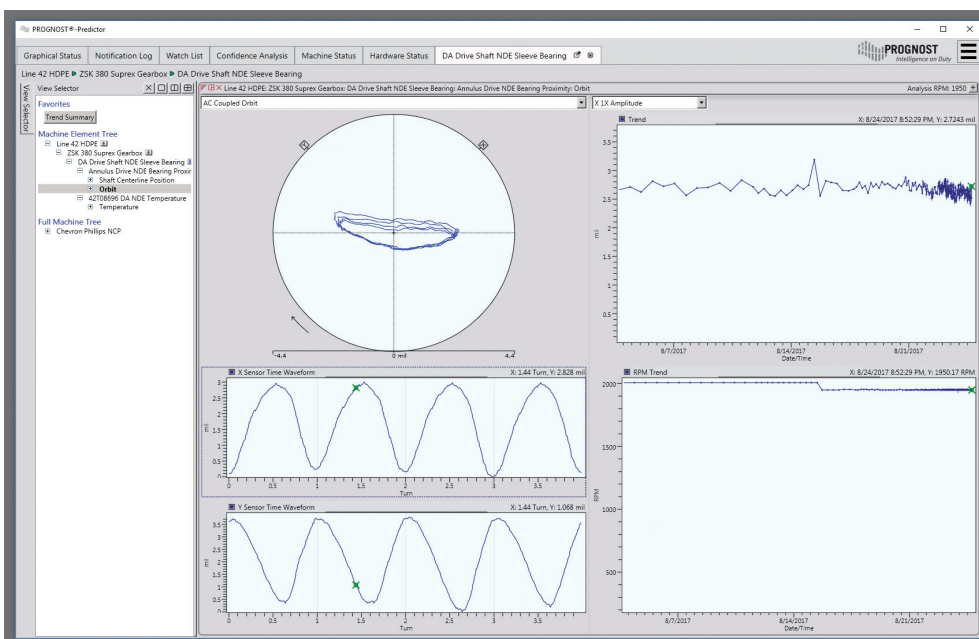 PROGNOST®-Predictor
Graphical Status Notification Log Watch List Confidence Analysis Machine Status Hardware Status DA Drive Shaft NDE Sleeve Bearing
PROGNOST
Intelligence on Duty
Line 42 HDPE ZSK 380 Suprex Gearbox DA Drive Shaft NDE Sleeve Bearing
View Selector
View Selector
Favorites
Trend Summary
Machine Element Tree
Line 42 HDPE
ZSK 380 Suprex Gearbox
DA Drive Shaft NDE Sleeve Bearing
Annulus Drive NDE Bearing Proxir
Shaft Centerline Position
Orbit
42T08696 DA NDE Temperature
Temperature
Full Machine Tree
Chevron Phillips NCP
Line 42 HDPE: ZSK 380 Suprex Gearbox: DA Drive Shaft NDE Sleeve Bearing: Annulus Drive NDE Bearing Proximity: Orbit
Analysis RPM: 1950
AC Coupled Orbit
-4.4 0 mil 4.4
X Sensor Time Waveform X: 1.44 Turn, Y: 2.828 mil
3
2.5
2
1.5
1
0.5
0
mil
0 0.5 1 1.5 2 2.5 3 3.5
Turn
Y Sensor Time Waveform X: 1.44 Turn, Y: 1.068 mil
3.5
3
2.5
2
1.5
1
0.5
0
mil
0 0.5 1 1.5 2 2.5 3 3.5
Turn
X 1X Amplitude
Trend X: 8/24/2017 8:52:29 PM, Y: 2.7243 mil
3.5
3
2.5
2
1.5
1
0.5
mil
8/7/2017 8/14/2017 8/21/2017
Date/Time
RPM Trend X: 8/24/2017 8:52:29 PM, Y: 1950.17 RPM
2000
1500
1000
500
RPM
8/7/2017 8/14/2017 8/21/2017
Date/Time